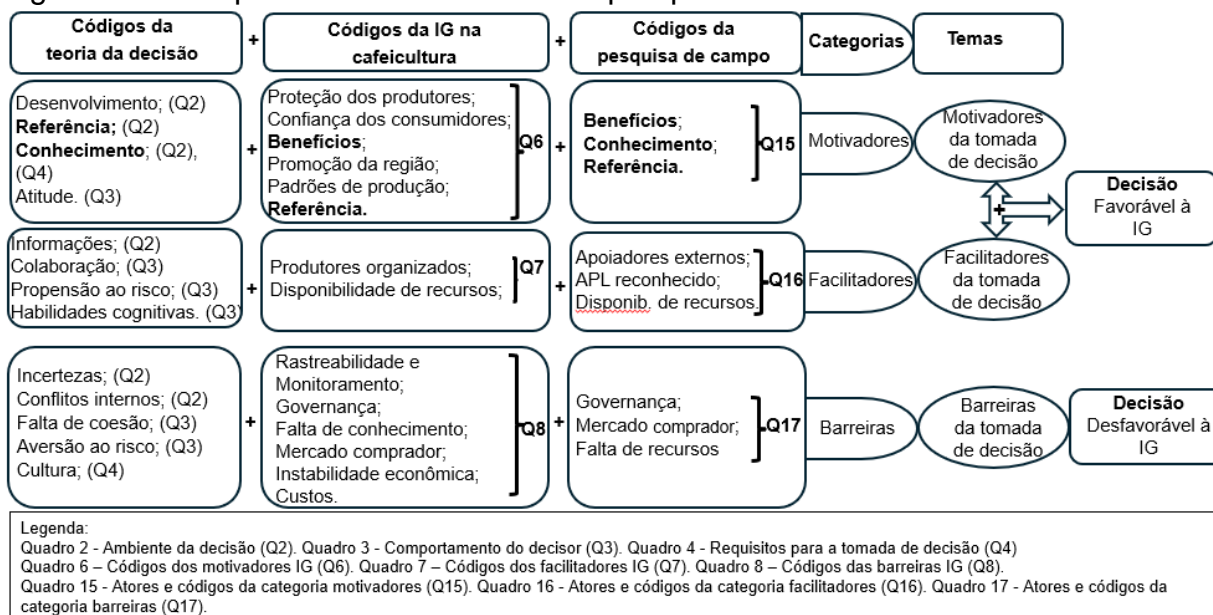 Códigos da
teoria da decisão
+
Códigos da IG na
cafeicultura
+
Códigos da
pesquisa de campo
Categorias
Temas
Desenvolvimento; (Q2)
Referência; (Q2)
Conhecimento; (Q2),
(Q4)
Atitude. (Q3)
+
Proteção dos produtores;
Confiança dos consumidores;
Benefícios;
Promoção da região;
Padrões de produção;
Referência.
Q6
+
Benefícios;
Conhecimento;
Referência.
Q15
Motivadores
Motivadores
da tomada
de decisão
+
Decisão
Favorável à
IG
Informações; (Q2)
Colaboração; (Q3)
Propensão ao risco; (Q3)
Habilidades cognitivas. (Q3)
+
Produtores organizados;
Disponibilidade de recursos;
Q7
+
Apoiadores externos;
APL reconhecido;
Disponib. de recursos.
Q16
Facilitadores
Facilitadores
da tomada
de decisão
Incertezas; (Q2)
Conflitos internos; (Q2)
Falta de coesão; (Q3)
Aversão ao risco; (Q3)
Cultura; (Q4)
+
Rastreabilidade e
Monitoramento;
Governança;
Falta de conhecimento;
Mercado comprador;
Instabilidade econômica;
Custos.
Q8
+
Governança;
Mercado comprador;
Falta de recursos
Q17
Barreiras
Barreiras
da tomada
de decisão
Decisão
Desfavorável à
IG
Legenda:
Quadro 2 - Ambiente da decisão (Q2). Quadro 3 - Comportamento do decisor (Q3). Quadro 4 - Requisitos para a tomada de decisão (Q4)
Quadro 6 – Códigos dos motivadores IG (Q6). Quadro 7 – Códigos dos facilitadores IG (Q7). Quadro 8 – Códigos das barreiras IG (Q8).
Quadro 15 - Atores e códigos da categoria motivadores (Q15). Quadro 16 - Atores e códigos da categoria facilitadores (Q16). Quadro 17 - Atores e códigos da
categoria barreiras (Q17).